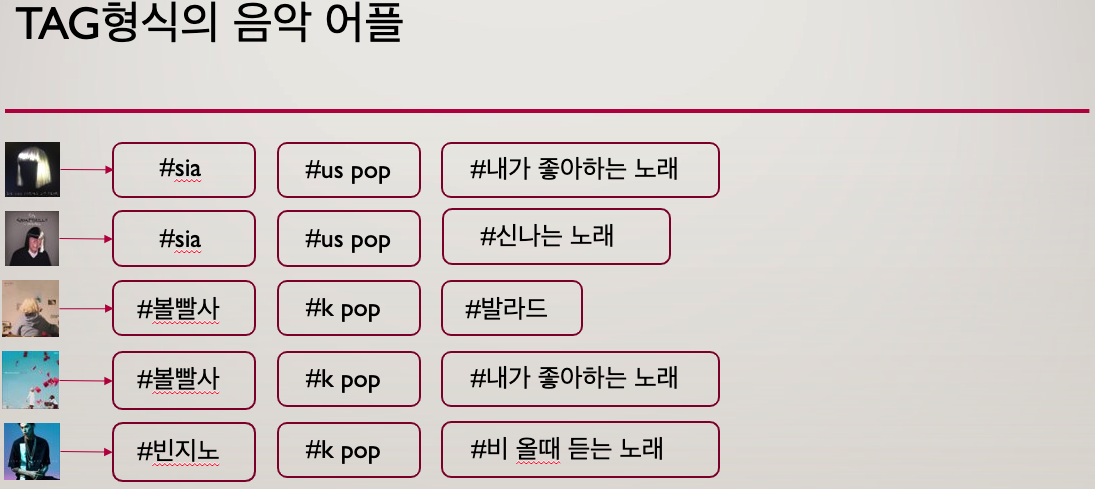 TAG형식의 음악 어플
#sia #us pop #내가 좋아하는 노래
#sia #us pop #신나는 노래
#볼빨사 #k pop #발라드
#볼빨사 #k pop #내가 좋아하는 노래
#빈지노 #k pop #비 올때 듣는 노래